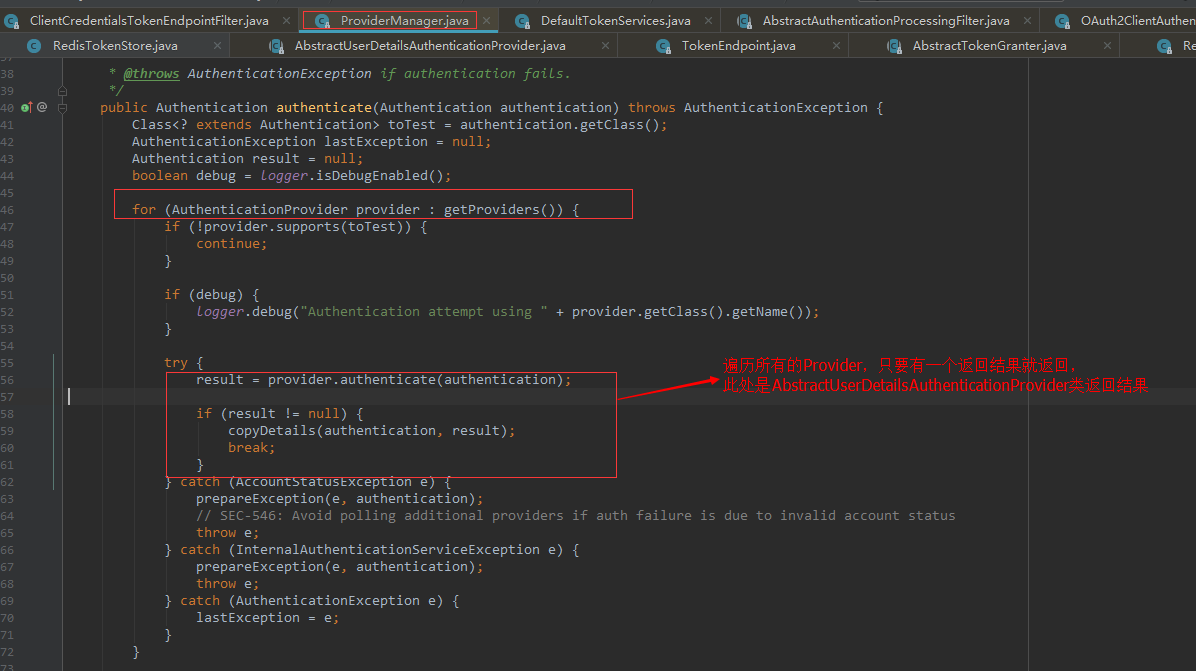 ClientCredentialsTokenEndpointFilter.java ProviderManager.java DefaultTokenServices.java AbstractAuthenticationProcessingFilter.java OAuth2ClientAuthen
RedisTokenStore.java AbstractUserDetailsAuthenticationProvider.java TokenEndpoint.java AbstractTokenGranter.java Re
38 * @throws AuthenticationException if authentication fails.
39 */
40 public Authentication authenticate(Authentication authentication) throws AuthenticationException {
41 Class<? extends Authentication> toTest = authentication.getClass();
42 AuthenticationException lastException = null;
43 Authentication result = null;
44 boolean debug = logger.isDebugEnabled();
45
46 for (AuthenticationProvider provider : getProviders()) {
47 if (!provider.supports(toTest)) {
48 continue;
49 }
50
51 if (debug) {
52 logger.debug("Authentication attempt using " + provider.getClass().getName());
53 }
54
55 try {
遍历所有的Provider，只要有一个返回结果就返回，
56 result = provider.authenticate(authentication);
此处是AbstractUserDetailsAuthenticationProvider类返回结果
57
58 if (result != null) {
59 copyDetails(authentication, result);
60 break;
61 }
62 } catch (AccountStatusException e) {
63 prepareException(e, authentication);
64 // SEC-546: Avoid polling additional providers if auth failure is due to invalid account status
65 throw e;
66 } catch (InternalAuthenticationServiceException e) {
67 prepareException(e, authentication);
68 throw e;
69 } catch (AuthenticationException e) {
70 lastException = e;
71 }
72 }